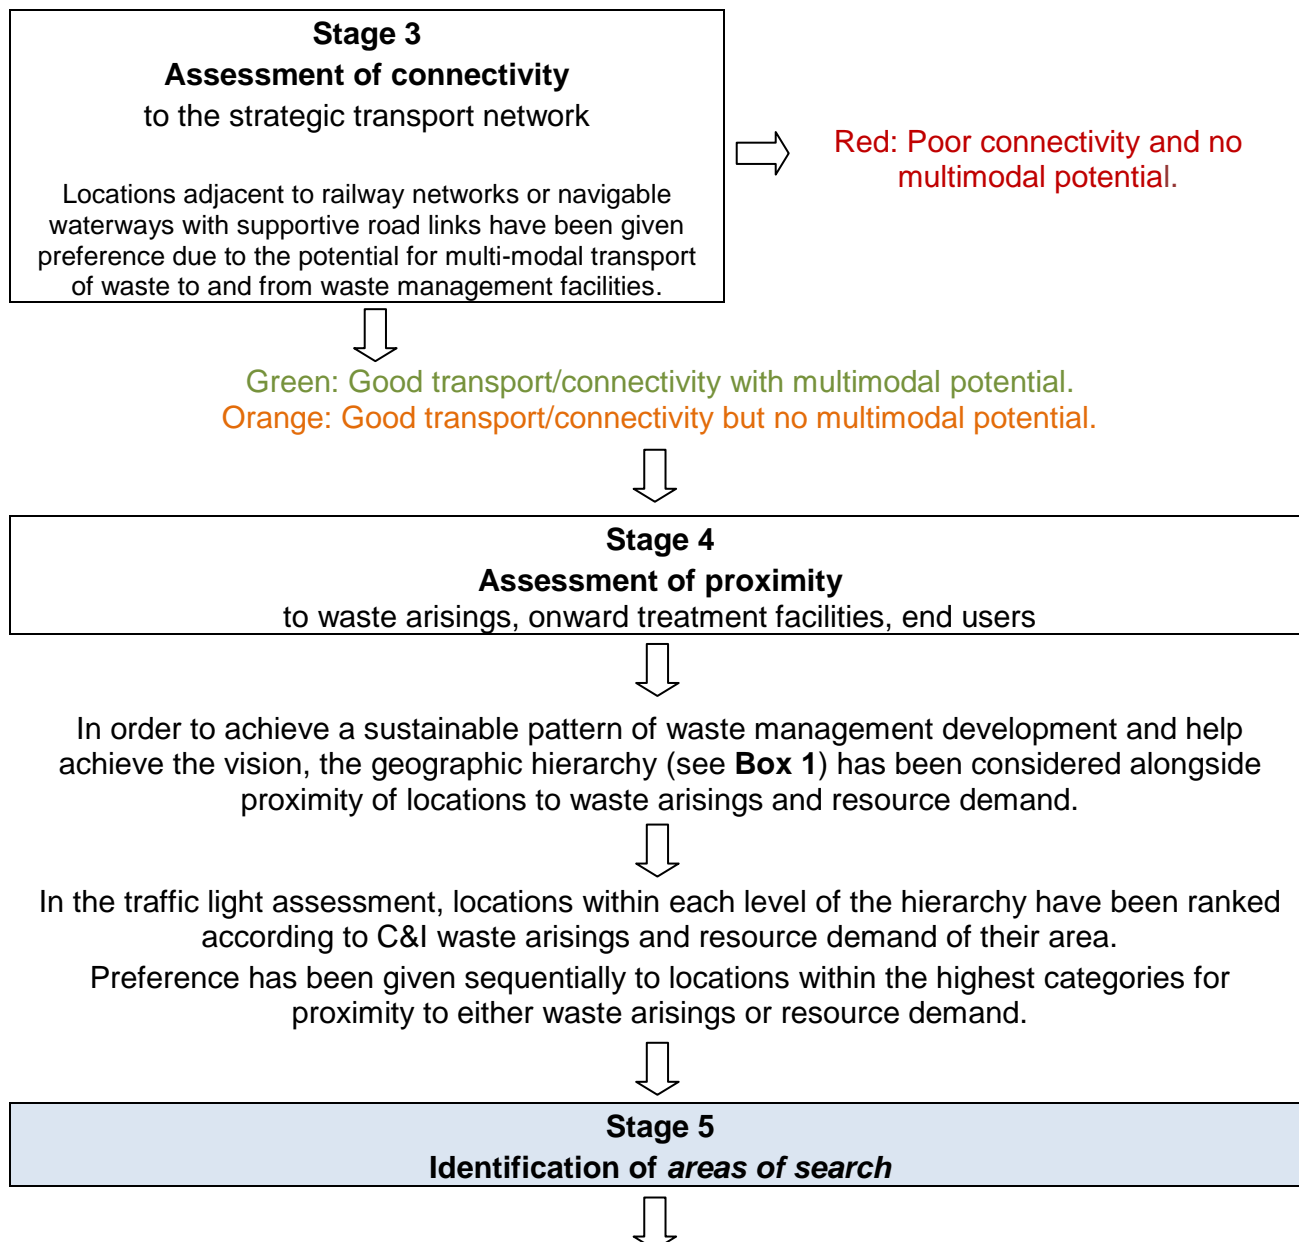 Stage 3
Assessment of connectivity
to the strategic transport network
Locations adjacent to railway networks or navigable
waterways with supportive road links have been given
preference due to the potential for multi-modal transport
of waste to and from waste management facilities.
Red: Poor connectivity and no
multimodal potential.
Green: Good transport/connectivity with multimodal potential.
Orange: Good transport/connectivity but no multimodal potential.
Stage 4
Assessment of proximity
to waste arisings, onward treatment facilities, end users
In order to achieve a sustainable pattern of waste management development and help
achieve the vision, the geographic hierarchy (see Box 1) has been considered alongside
proximity of locations to waste arisings and resource demand.
In the traffic light assessment, locations within each level of the hierarchy have been ranked
according to C&I waste arisings and resource demand of their area.
Preference has been given sequentially to locations within the highest categories for
proximity to either waste arisings or resource demand.
Stage 5
Identification of areas of search